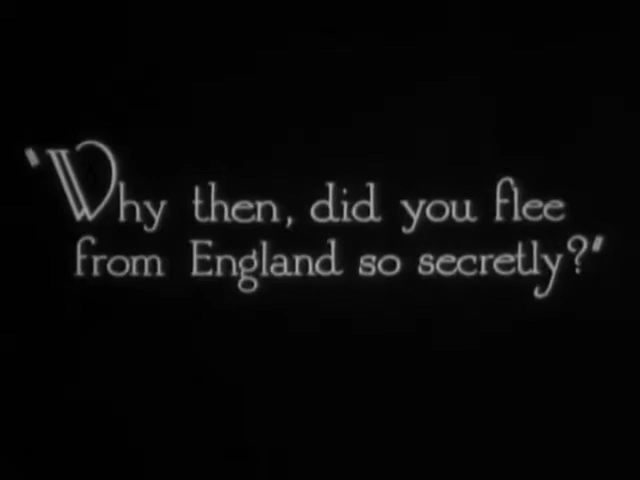 "Why then, did you flee
from England so secretly?"